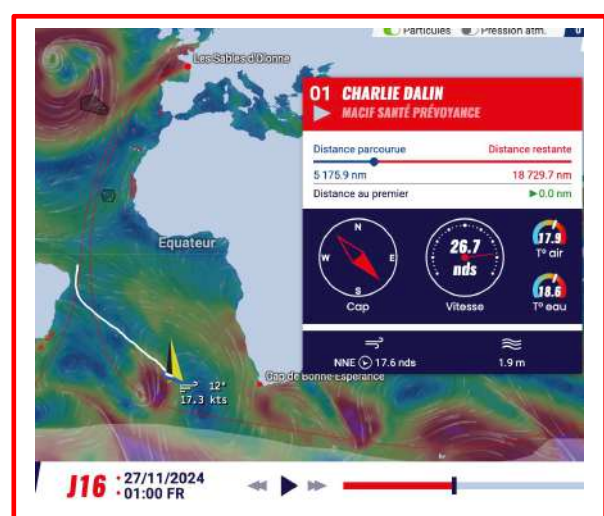 Particules Pression atm. 0
Les Sables d'Olonne
01 CHARLIE DALIN
MACIF SANTÉ PRÉVOYANCE
Distance parcourue Distance restante
5 175.9 nm 18 729.7 nm
Distance au premier ►0.0 nm
Equateur
N
W E
S
Cap
26.7
nds
Vitesse
17.9
T° air
18.6
T° eau
NNE 17.6 nds 1.9 m
Cap de Bonne-Espérance
12°
17.3 kts
J16 • 27/11/2024
• 01:00 FR